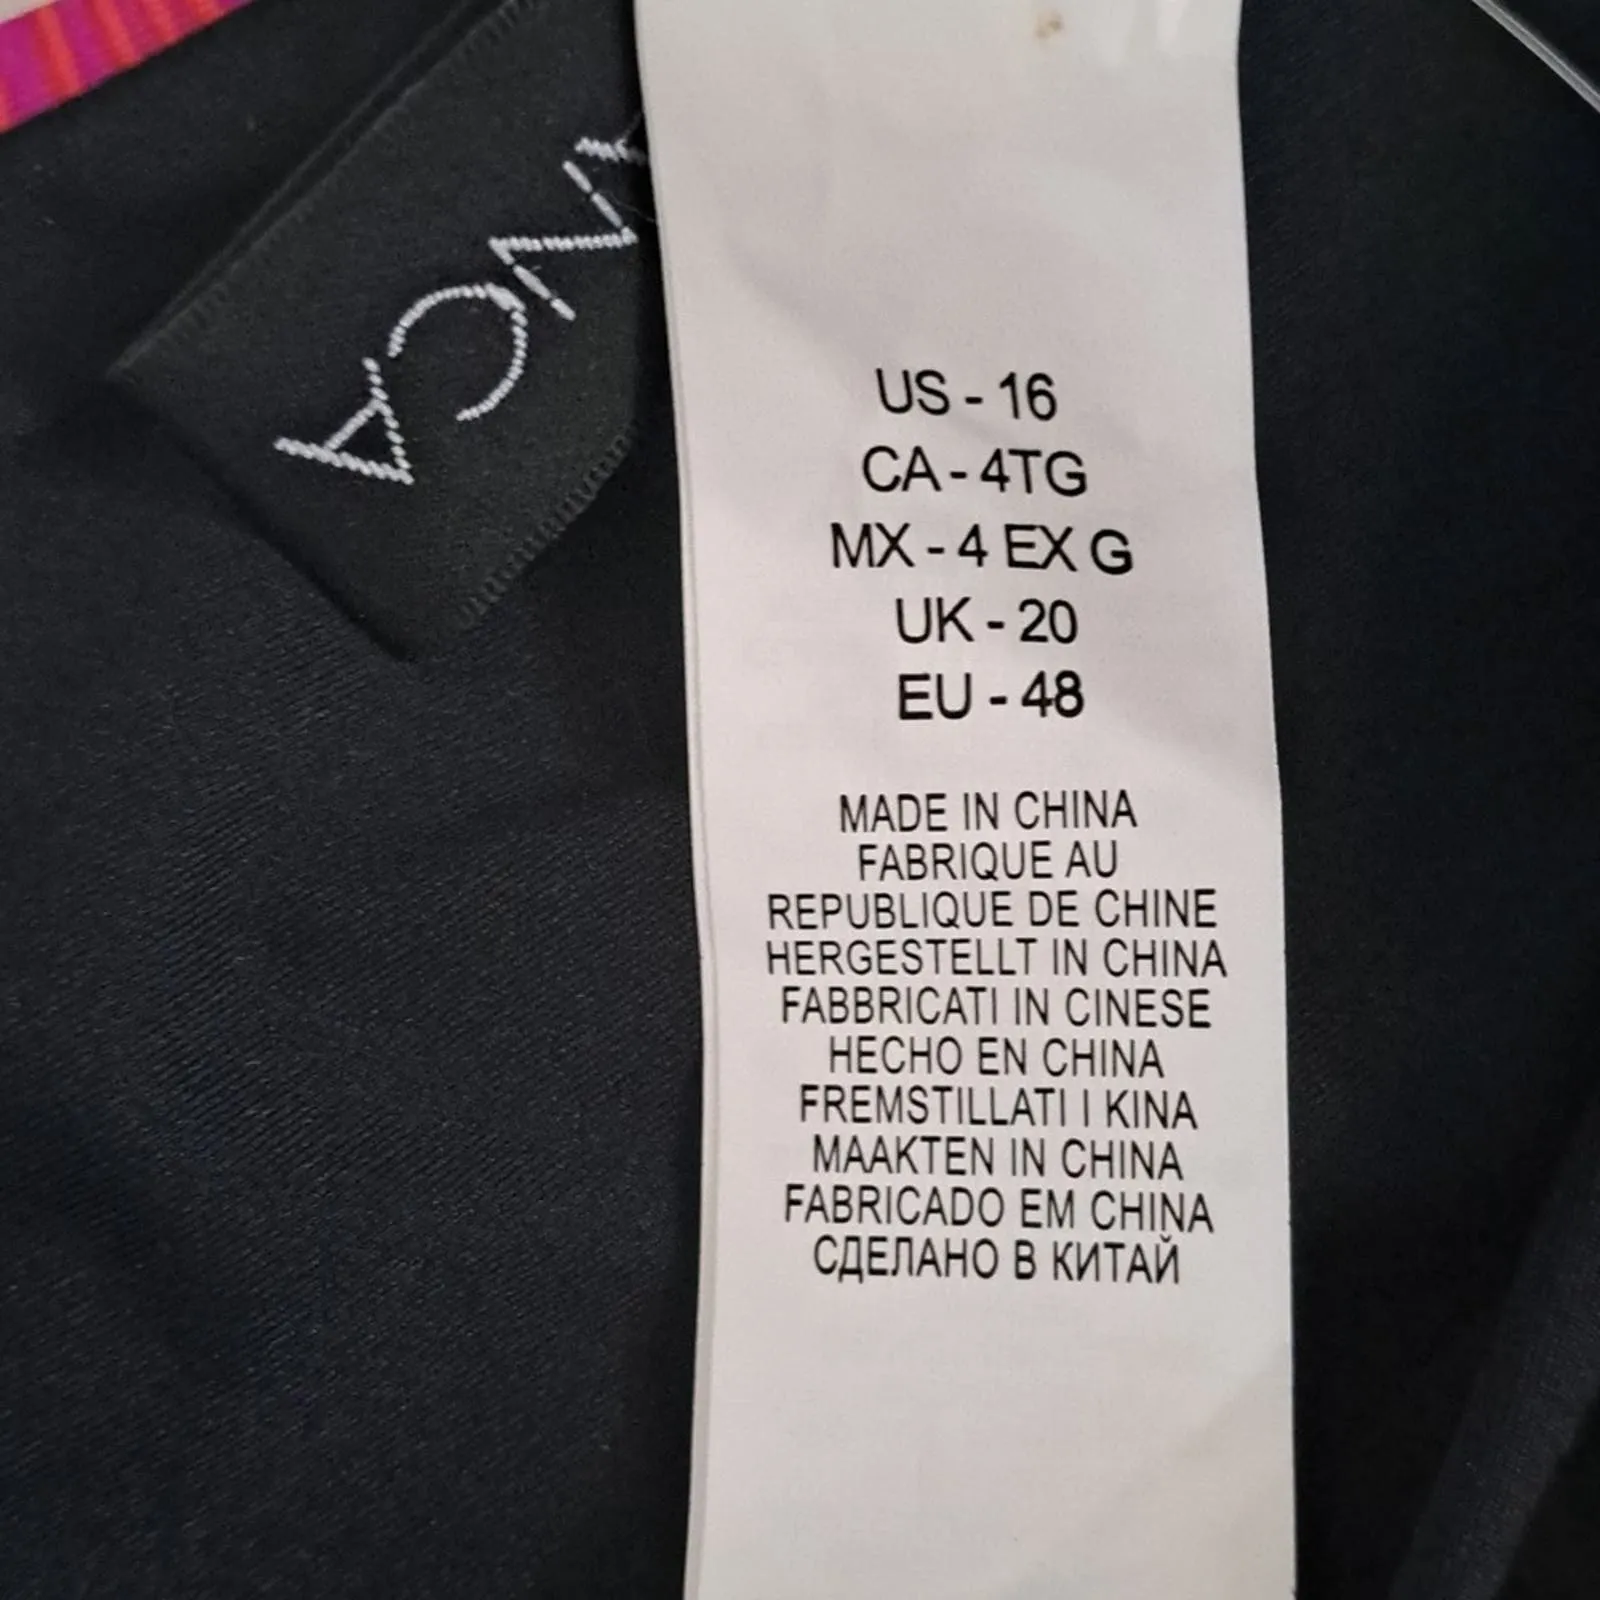 US - 16
CA - 4TG
MX - 4 EX G
UK - 20
EU - 48
MADE IN CHINA
FABRIQUE AU
REPUBLIQUE DE CHINE
HERGESTELLT IN CHINA
FABBRICATI IN CINESE
HECHO EN CHINA
FREMSTILLATI I KINA
MAAKTEN IN CHINA
FABRICADO EM CHINA
СДЕЛАНО В КИТАЙ